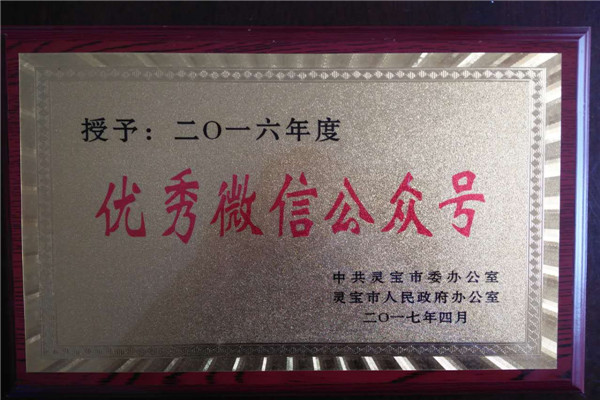 授予：二〇一六年度
优秀微信公众号
中共灵宝市委办公室
灵宝市人民政府办公室
二〇一七年四月